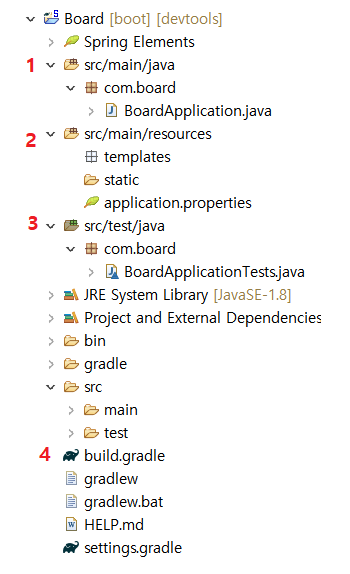 Board [boot] [devtools]
Spring Elements
1 src/main/java
com.board
BoardApplication.java
2 src/main/resources
templates
static
application.properties
3 src/test/java
com.board
BoardApplicationTests.java
JRE System Library [JavaSE-1.8]
Project and External Dependencies
bin
gradle
src
main
test
4 build.gradle
gradlew
gradlew.bat
HELP.md
settings.gradle